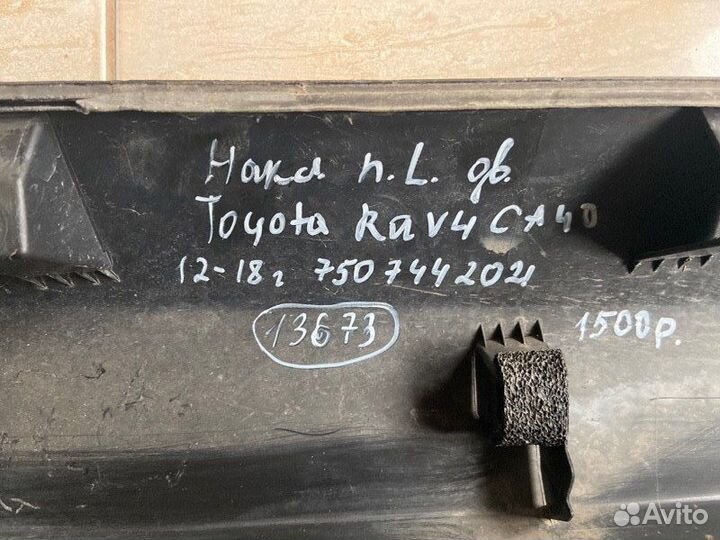 Накл п. L. дв.
Toyota Rav4 CA40
12-18г 7507442021
13673
1500р.
Avito